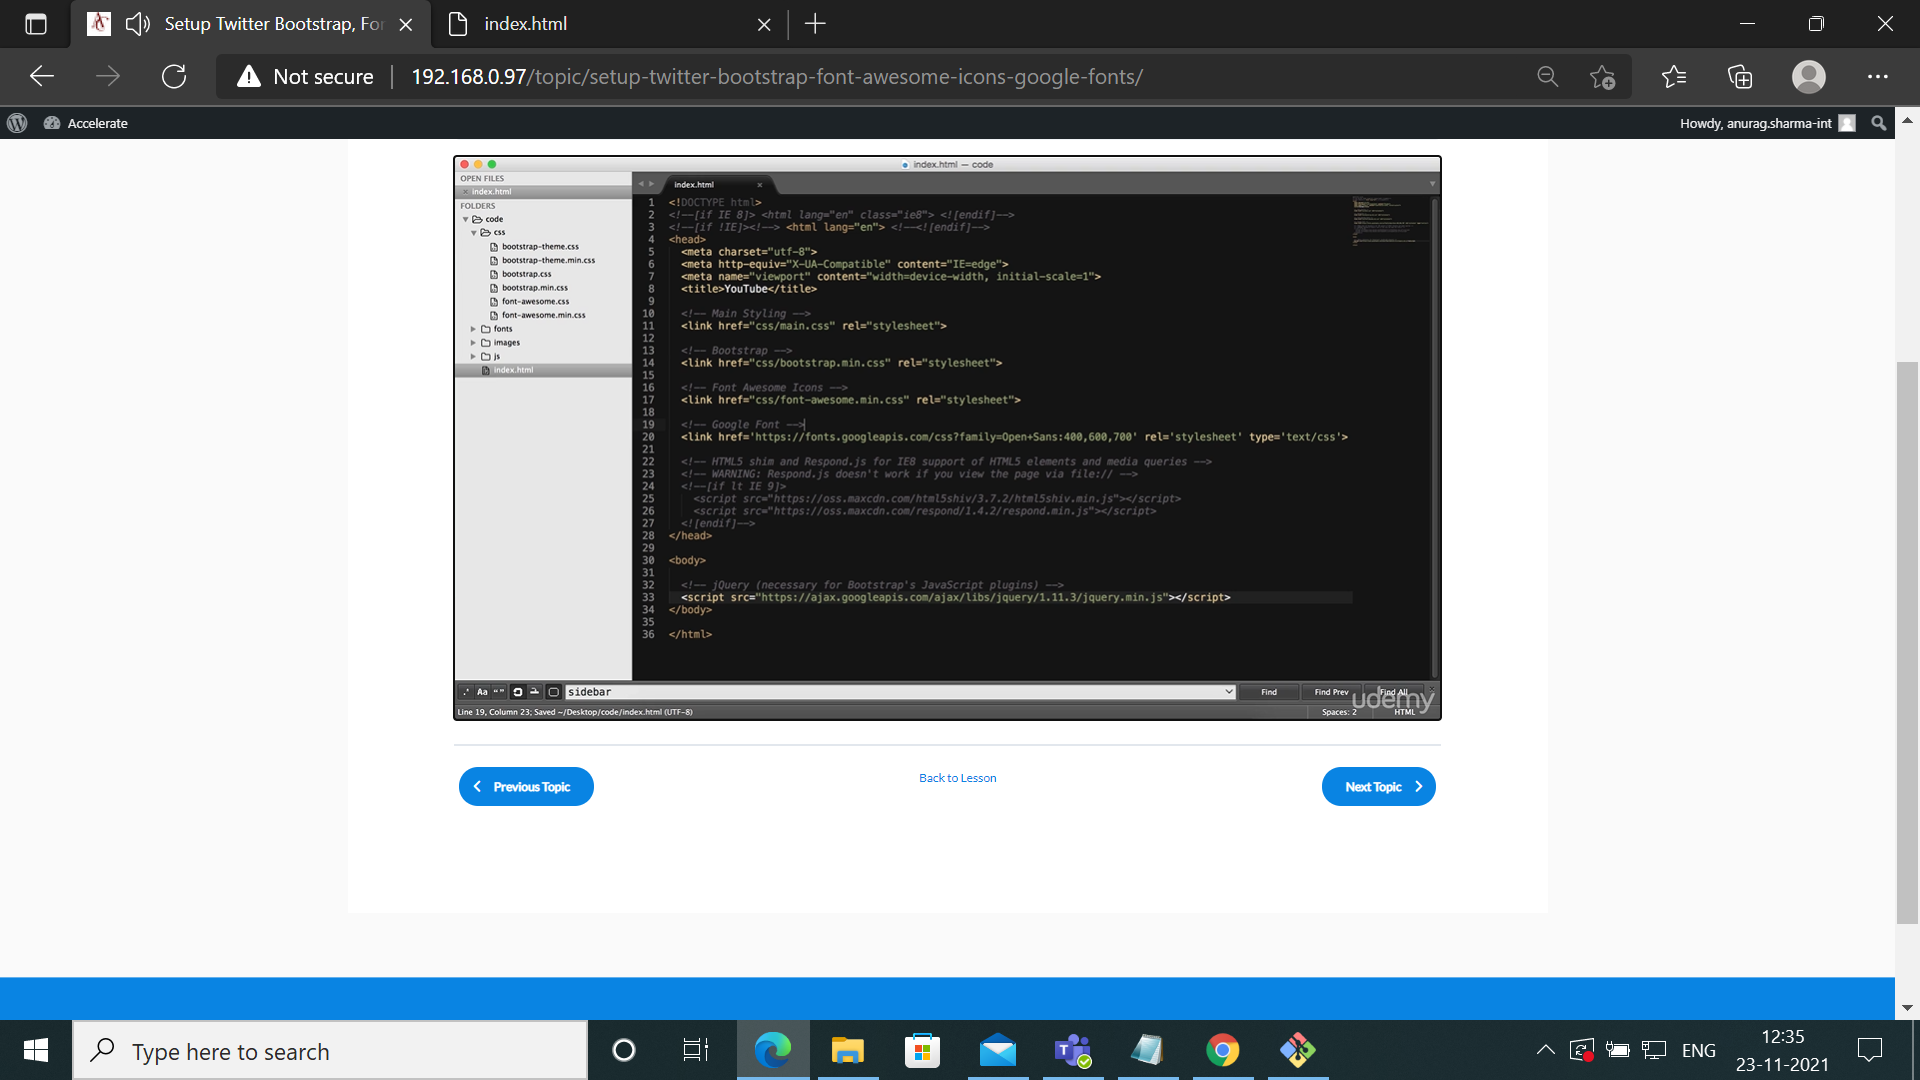 Setup Twitter Bootstrap, For
index.html
Not secure
192.168.0.97/topic/setup-twitter-bootstrap-font-awesome-icons-google-fonts/
Accelerate
Howdy, anurag.sharma-int
index.html — code
OPEN FILES
index.html
FOLDERS
code
css
bootstrap-theme.css
bootstrap-theme.min.css
bootstrap.css
bootstrap.min.css
font-awesome.css
font-awesome.min.css
fonts
images
js
index.html
index.html
1 <!DOCTYPE html>
2 <!--[if IE 8]> <html lang="en" class="ie8"> <![endif]-->
3 <!--[if !IE]><!--> <html lang="en"> <!--<![endif]-->
4 <head>
5 <meta charset="utf-8">
6 <meta http-equiv="X-UA-Compatible" content="IE=edge">
7 <meta name="viewport" content="width=device-width, initial-scale=1">
8 <title>YouTube</title>
9
10 <!-- Main Styling -->
11 <link href="css/main.css" rel="stylesheet">
12
13 <!-- Bootstrap -->
14 <link href="css/bootstrap.min.css" rel="stylesheet">
15
16 <!-- Font Awesome Icons -->
17 <link href="css/font-awesome.min.css" rel="stylesheet">
18
19 <!-- Google Font -->
20 <link href='https://fonts.googleapis.com/css?family=Open+Sans:400,600,700' rel='stylesheet' type='text/css'>
21
22 <!-- HTML5 shim and Respond.js for IE8 support of HTML5 elements and media queries -->
23 <!-- WARNING: Respond.js doesn't work if you view the page via file:// -->
24 <!--[if lt IE 9]>
25 <script src="https://oss.maxcdn.com/html5shiv/3.7.2/html5shiv.min.js"></script>
26 <script src="https://oss.maxcdn.com/respond/1.4.2/respond.min.js"></script>
27 <![endif]-->
28 </head>
29
30 <body>
31
32 <!-- jQuery (necessary for Bootstrap's JavaScript plugins) -->
33 <script src="https://ajax.googleapis.com/ajax/libs/jquery/1.11.3/jquery.min.js"></script>
34 </body>
35
36 </html>
.* Aa “” sidebar Find Find Prev Find All
udemy
Line 19, Column 23; Saved ~/Desktop/code/index.html (UTF-8) Spaces: 2 HTML
Previous Topic
Back to Lesson
Next Topic
Type here to search
ENG
12:35
23-11-2021